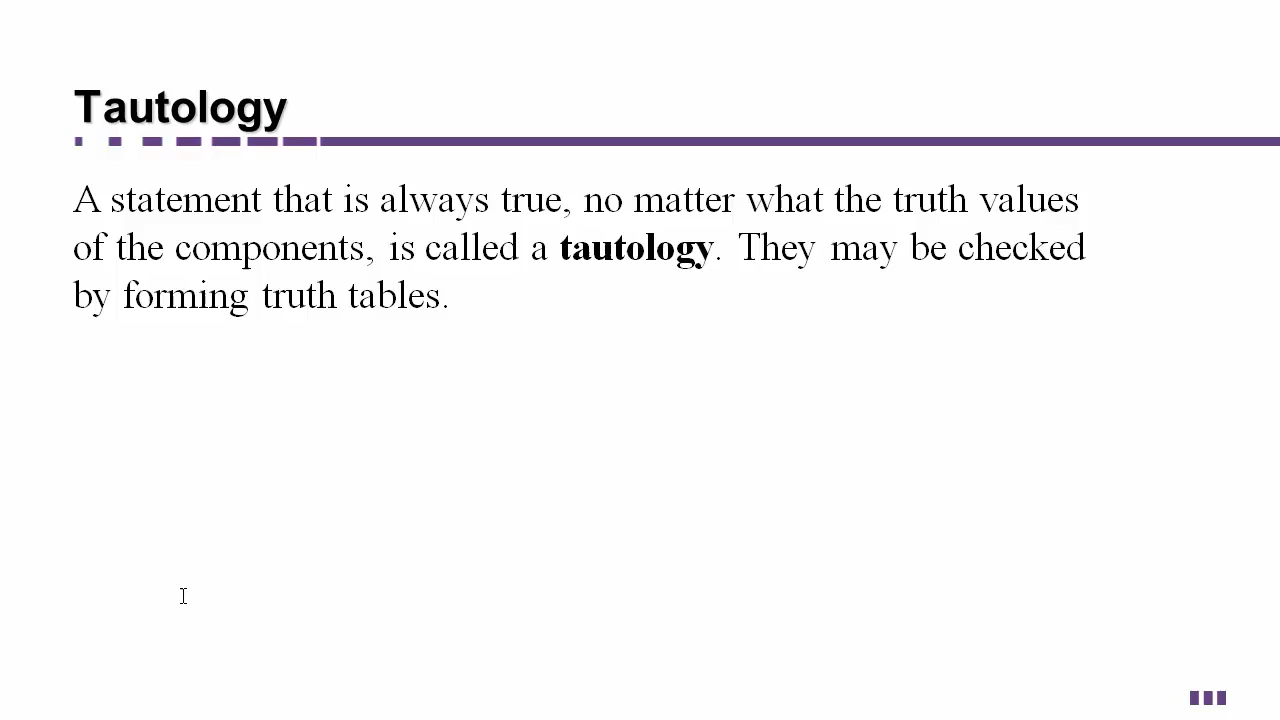 Tautology
A statement that is always true, no matter what the truth values
of the components, is called a tautology. They may be checked
by forming truth tables.